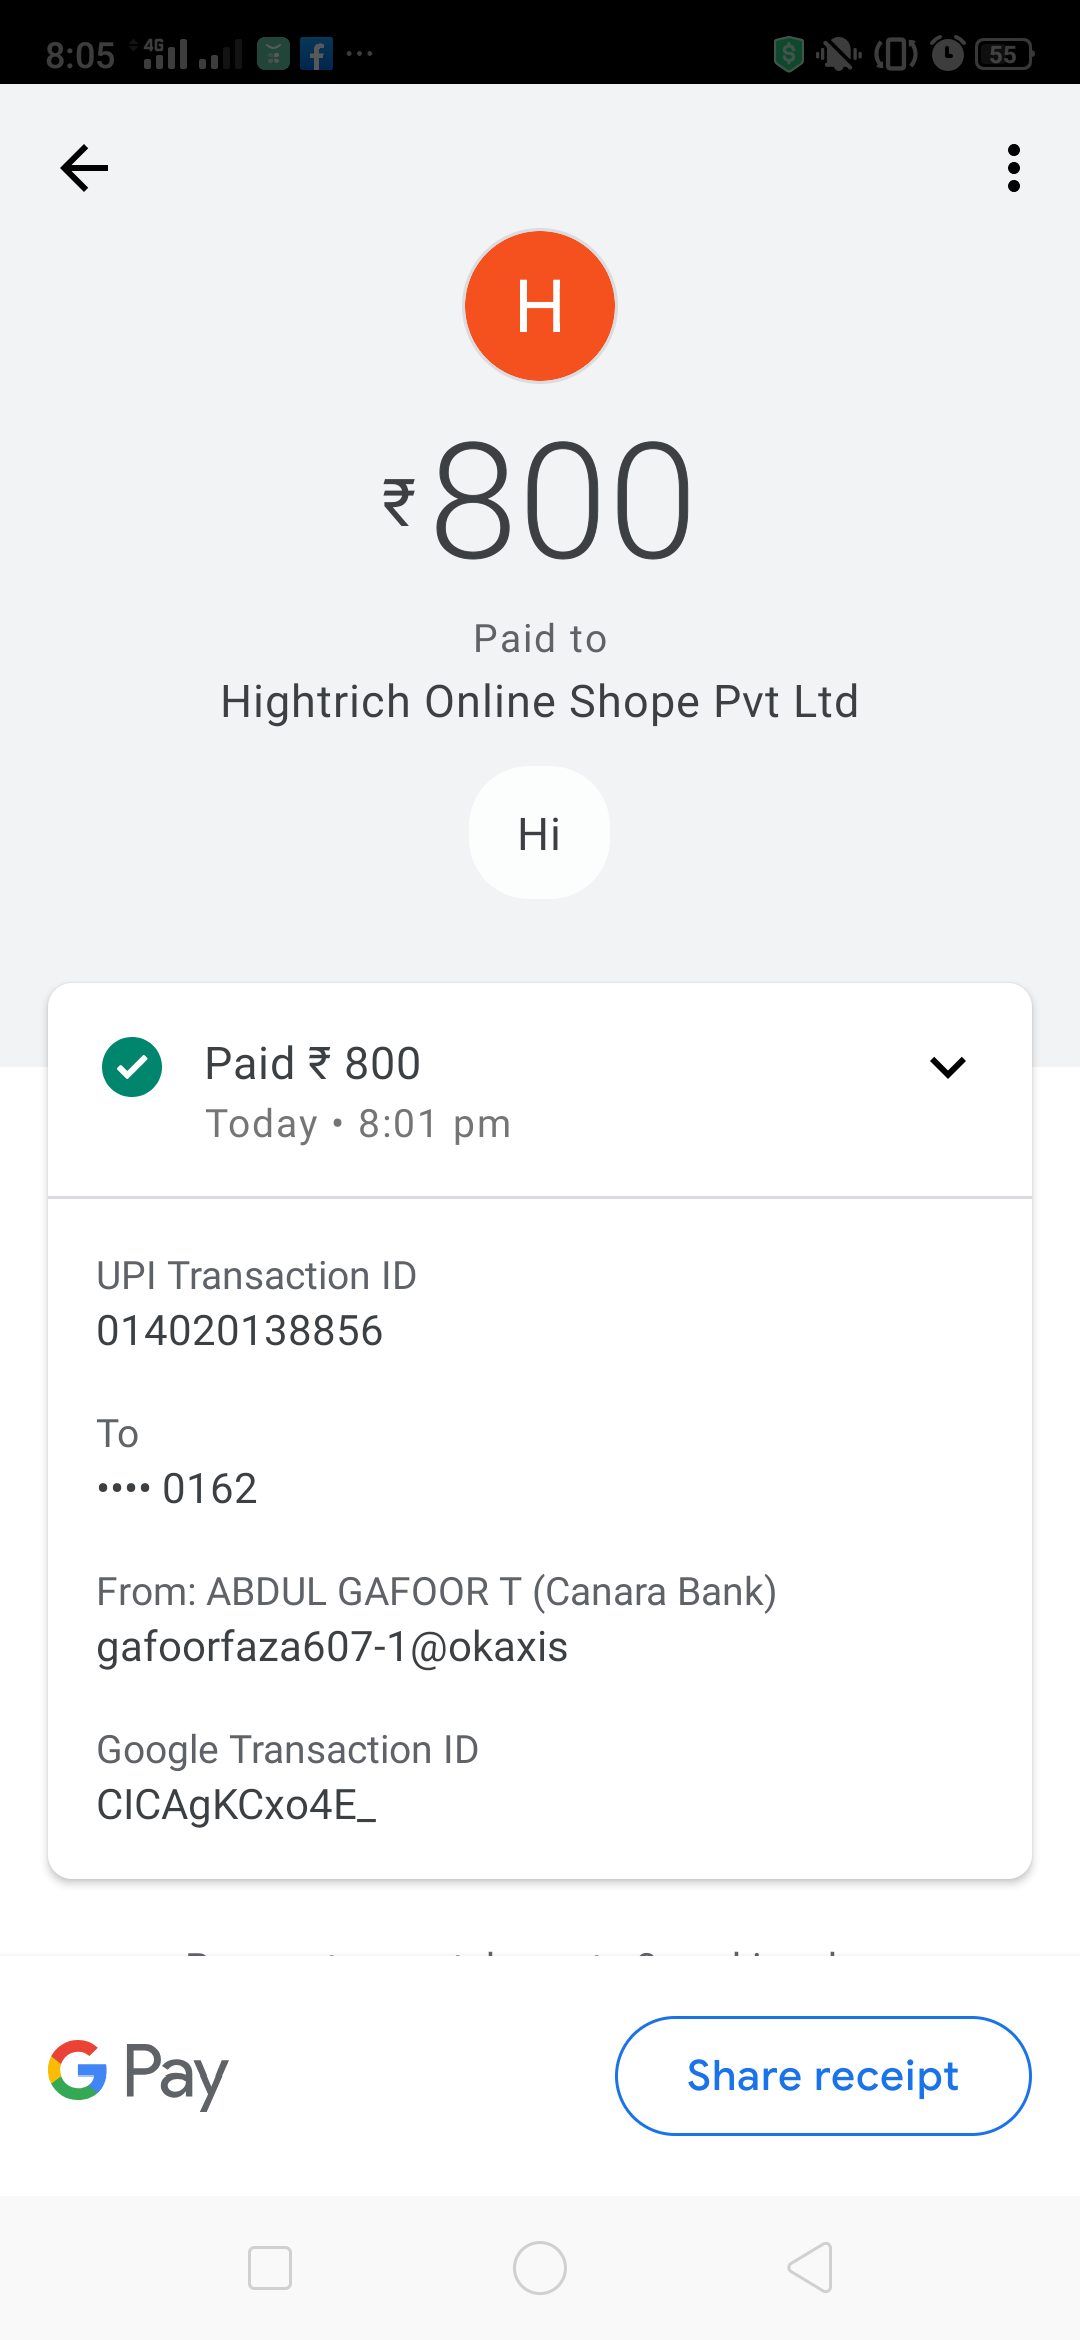 8:05 4G 55
H
₹800
Paid to
Hightrich Online Shope Pvt Ltd
Hi
Paid ₹ 800
Today • 8:01 pm
UPI Transaction ID
014020138856
To
•••• 0162
From: ABDUL GAFOOR T (Canara Bank)
gafoorfaza607-1@okaxis
Google Transaction ID
CICAgKCxo4E_
G Pay
Share receipt